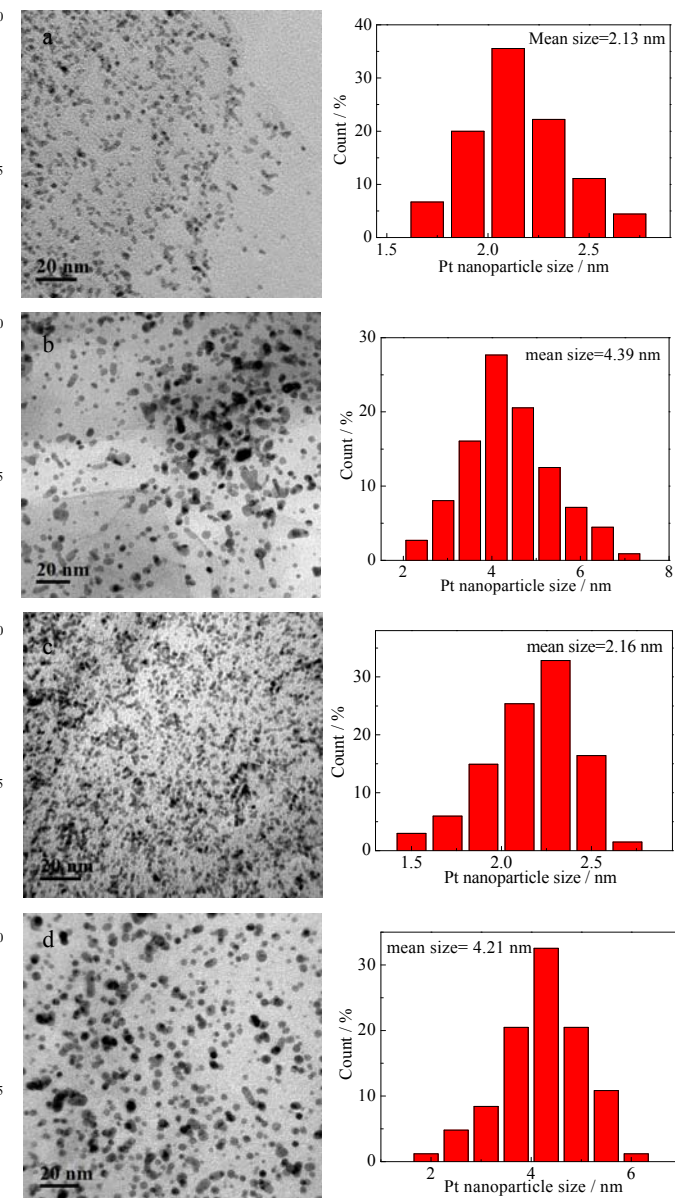 a
20 nm
Mean size=2.13 nm
40
30
20
10
0
Count / %
1.5
2.0
2.5
Pt nanoparticle size / nm
b
20 nm
mean size=4.39 nm
30
20
10
0
Count / %
2
4
6
8
Pt nanoparticle size / nm
c
20 nm
mean size=2.16 nm
30
20
10
0
Count / %
1.5
2.0
2.5
Pt nanoparticle size / nm
d
20 nm
mean size= 4.21 nm
30
20
10
0
Count / %
2
4
6
Pt nanoparticle size / nm